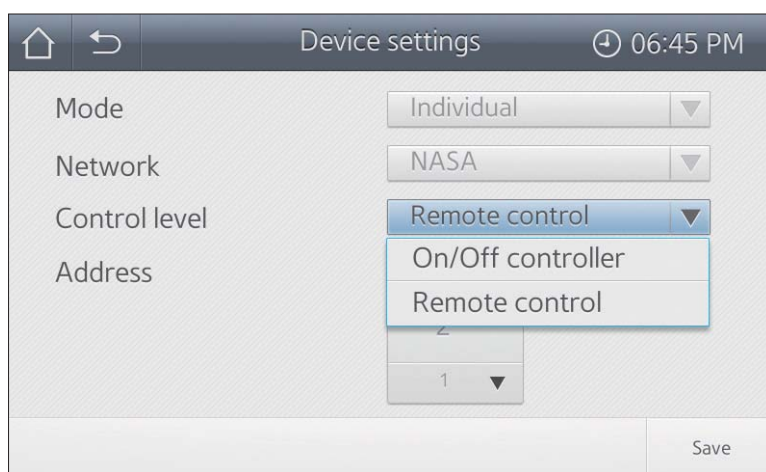 Device settings 06:45 PM
Mode Individual
Network NASA
Control level Remote control
On/Off controller
Address
Remote control
1
Save